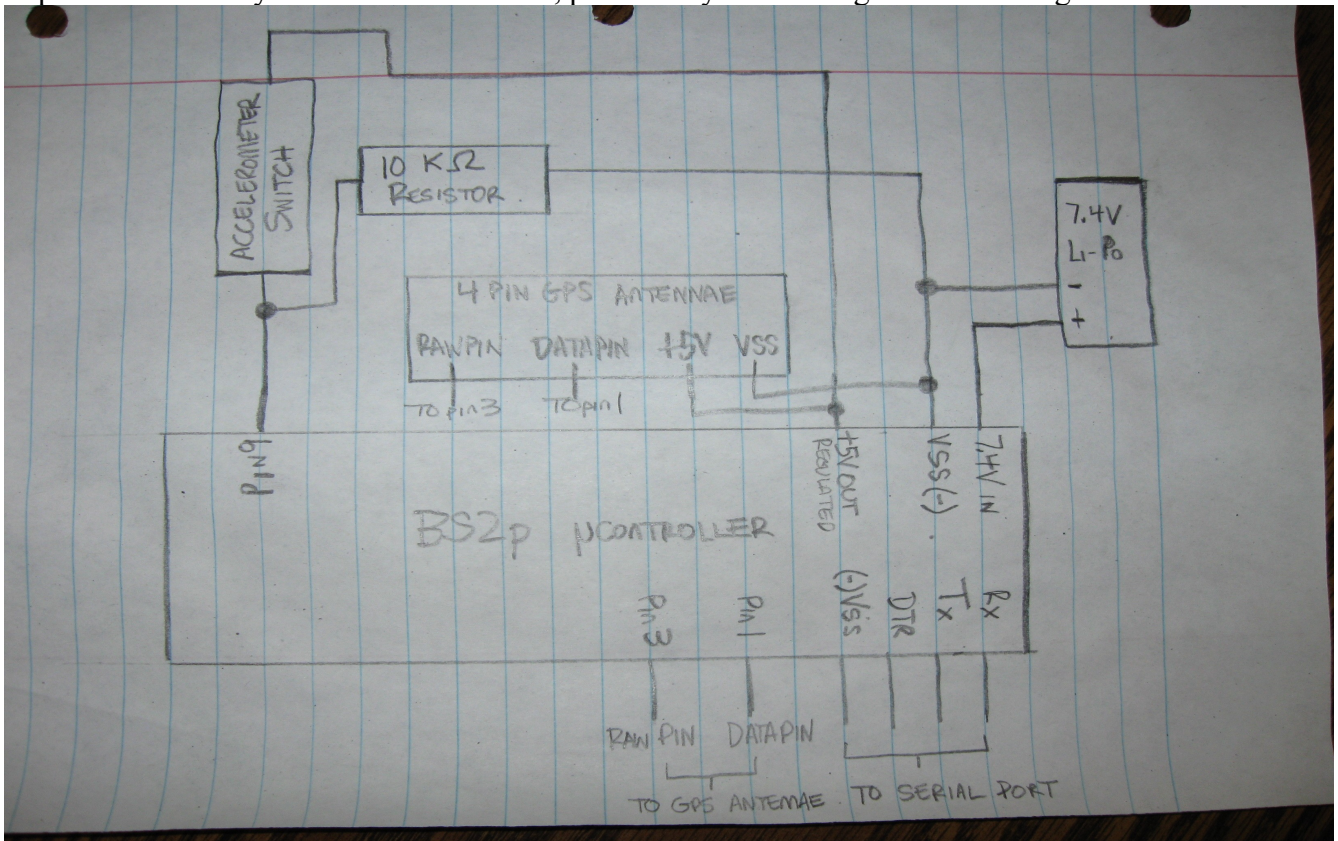 ACCELEROMETER
SWITCH
10 KΩ
RESISTOR.
7.4V
Li-Po
-
+
4 PIN GPS ANTENNAE
RAWPIN DATAPIN +5V VSS
TO pin3 TO pin1
PIN9
+5V OUT
REGULATED
VSS(-)
7.4V IN
BS2p μCONTROLLER
Pin3
Pin1
(-)VSS
DTR
Tx
Rx
RAW PIN DATAPIN
TO GPS ANTENAE TO SERIAL PORT